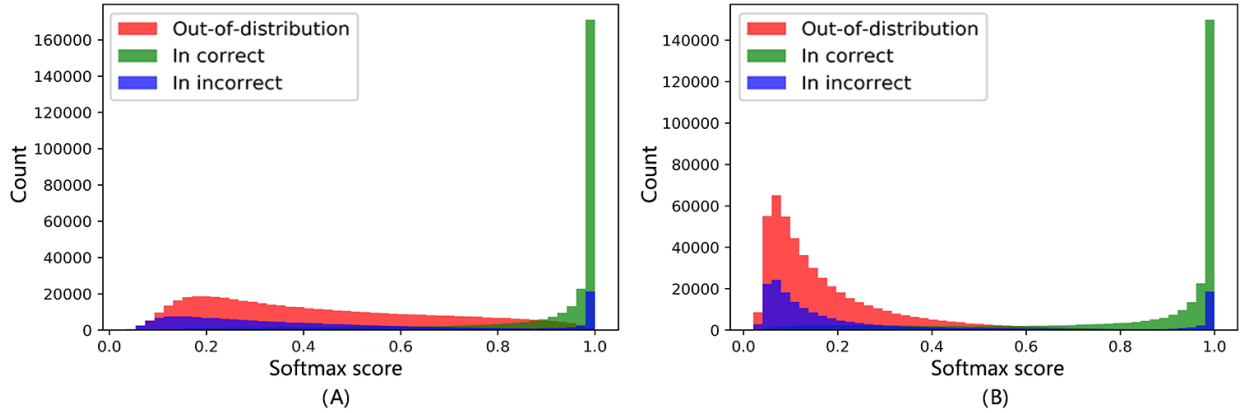 Out-of-distribution
In correct
In incorrect
160000
140000
120000
100000
80000
60000
40000
20000
0
Count
0.0 0.2 0.4 0.6 0.8 1.0
Softmax score
(A)
Out-of-distribution
In correct
In incorrect
140000
120000
100000
80000
60000
40000
20000
0
Count
0.0 0.2 0.4 0.6 0.8 1.0
Softmax score
(B)